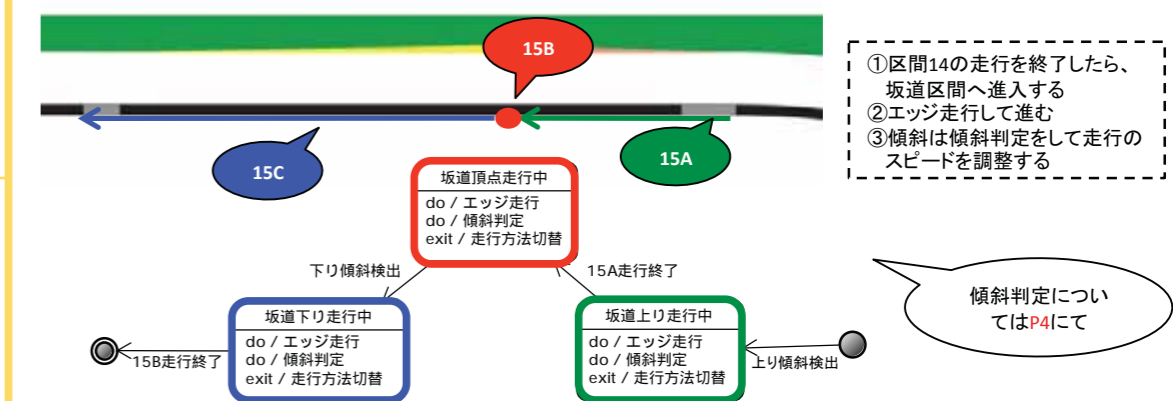 15B
15C
15A
①区間14の走行を終了したら、
坂道区間へ進入する
②エッジ走行して進む
③傾斜は傾斜判定をして走行の
スピードを調整する
坂道頂点走行中
do / エッジ走行
do / 傾斜判定
exit / 走行方法切替
下り傾斜検出
15A走行終了
坂道下り走行中
do / エッジ走行
do / 傾斜判定
exit / 走行方法切替
15B走行終了
坂道上り走行中
do / エッジ走行
do / 傾斜判定
exit / 走行方法切替
上り傾斜検出
傾斜判定につい
てはP4にて